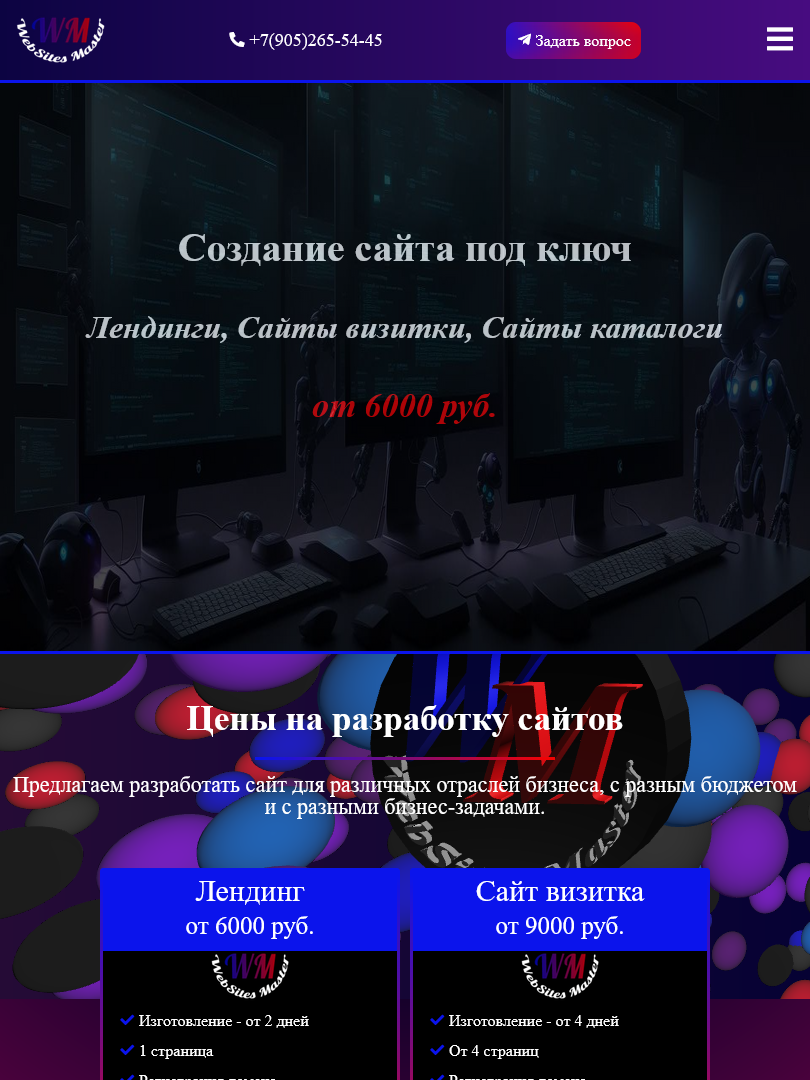 WM
WebSites Master
+7(905)265-54-45
Задать вопрос
Создание сайта под ключ
Лендинги, Сайты визитки, Сайты каталоги
от 6000 руб.
WM
WebSites Master
Цены на разработку сайтов
Предлагаем разработать сайт для различных отраслей бизнеса, с разным бюджетом
и с разными бизнес-задачами.
Лендинг
от 6000 руб.
WM
WebSites Master
Изготовление - от 2 дней
1 страница
Сайт визитка
от 9000 руб.
WM
WebSites Master
Изготовление - от 4 дней
От 4 страниц